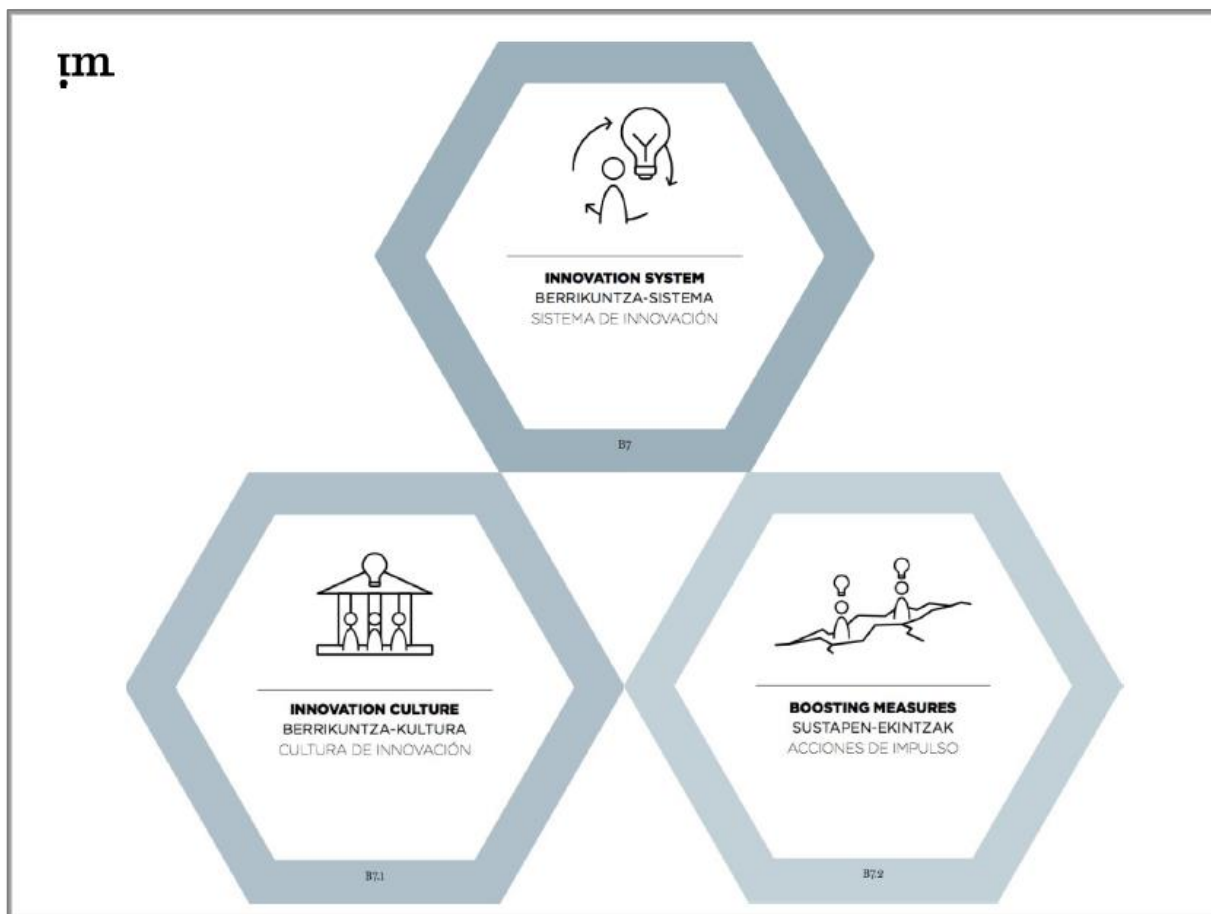 im
INNOVATION SYSTEM
BERRIKUNTZA-SISTEMA
SISTEMA DE INNOVACIÓN
B7
INNOVATION CULTURE
BERRIKUNTZA-KULTURA
CULTURA DE INNOVACIÓN
B7.1
BOOSTING MEASURES
SUSTAPEN-EKINTZAK
ACCIONES DE IMPULSO
B7.2